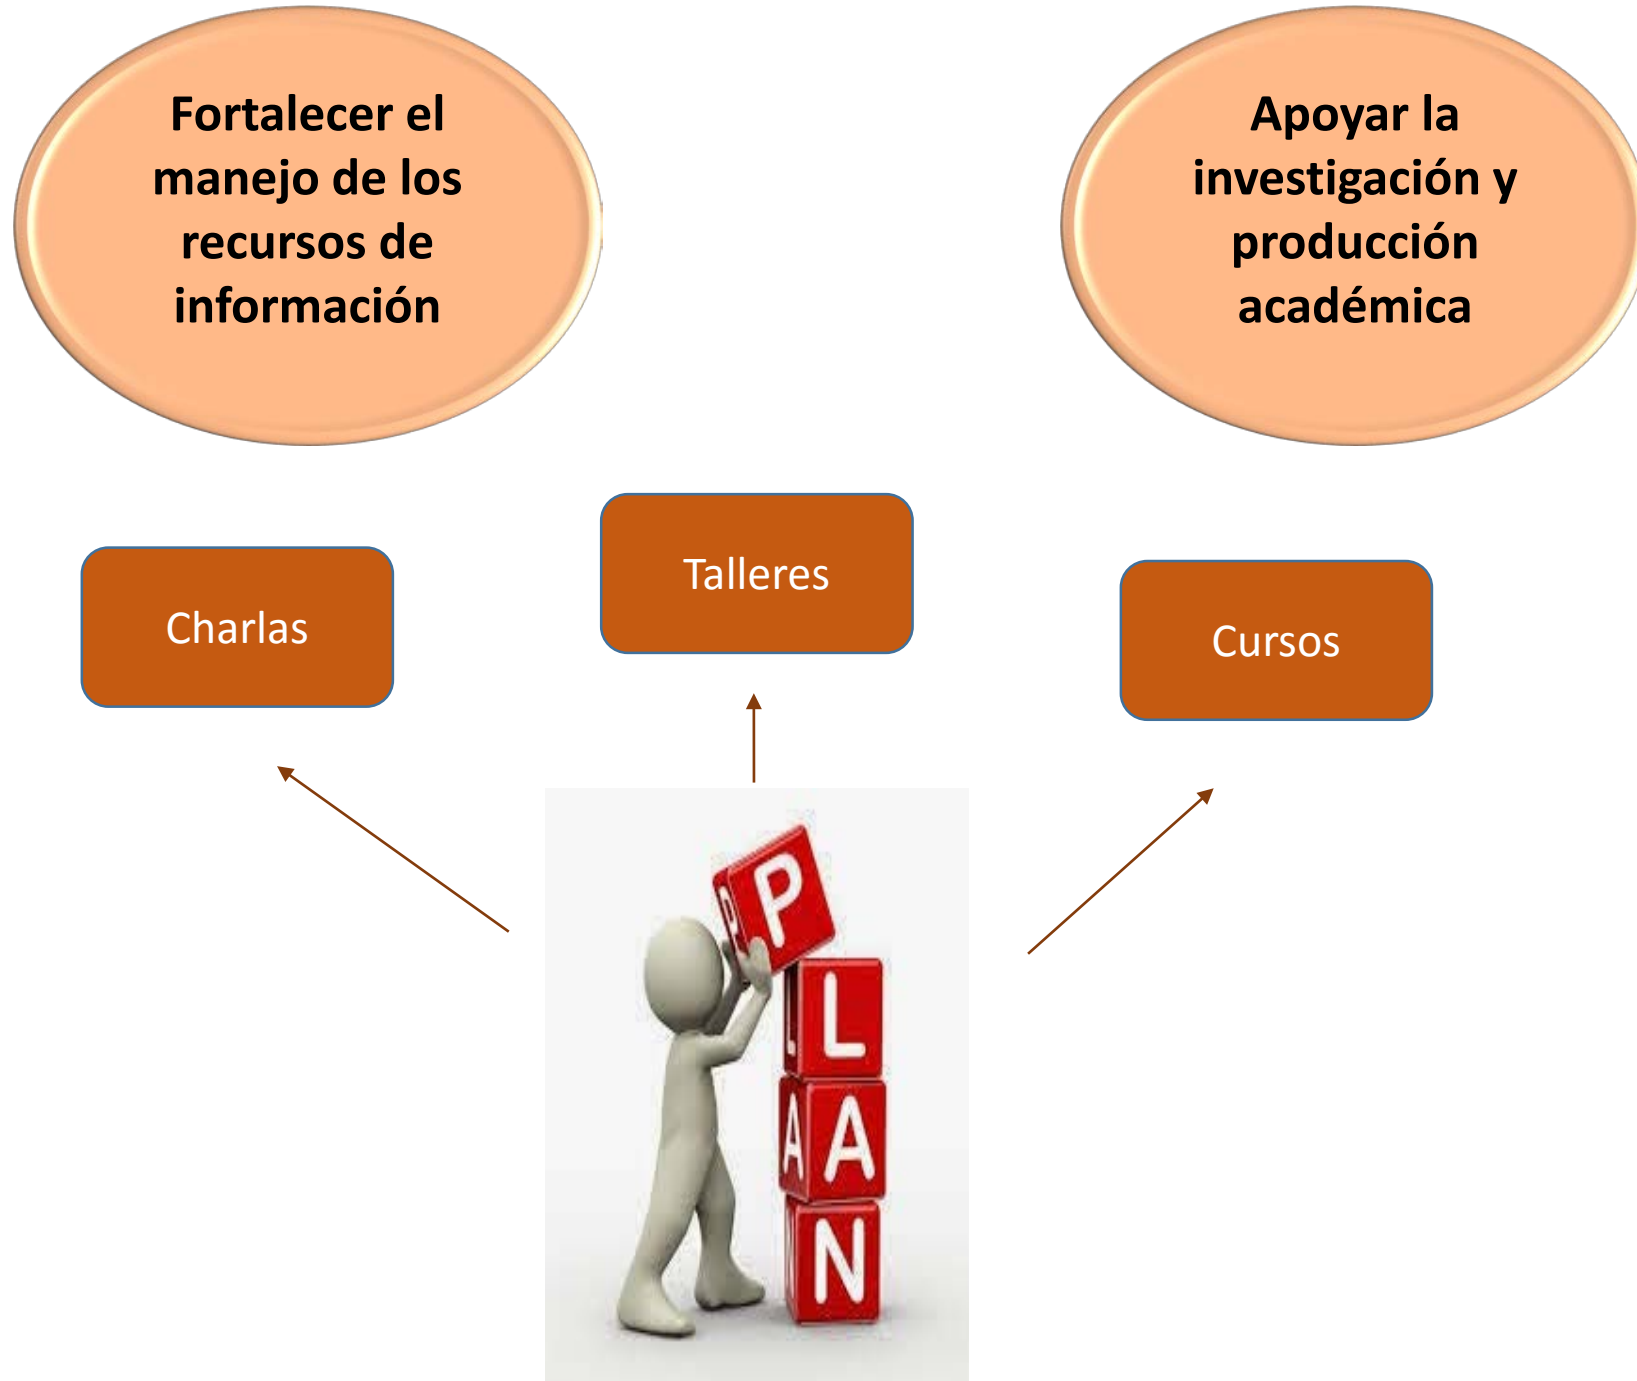 Fortalecer el
manejo de los
recursos de
información
Apoyar la
investigación y
producción
académica
Talleres
Charlas
Cursos
P
P
L
L
A
A
N